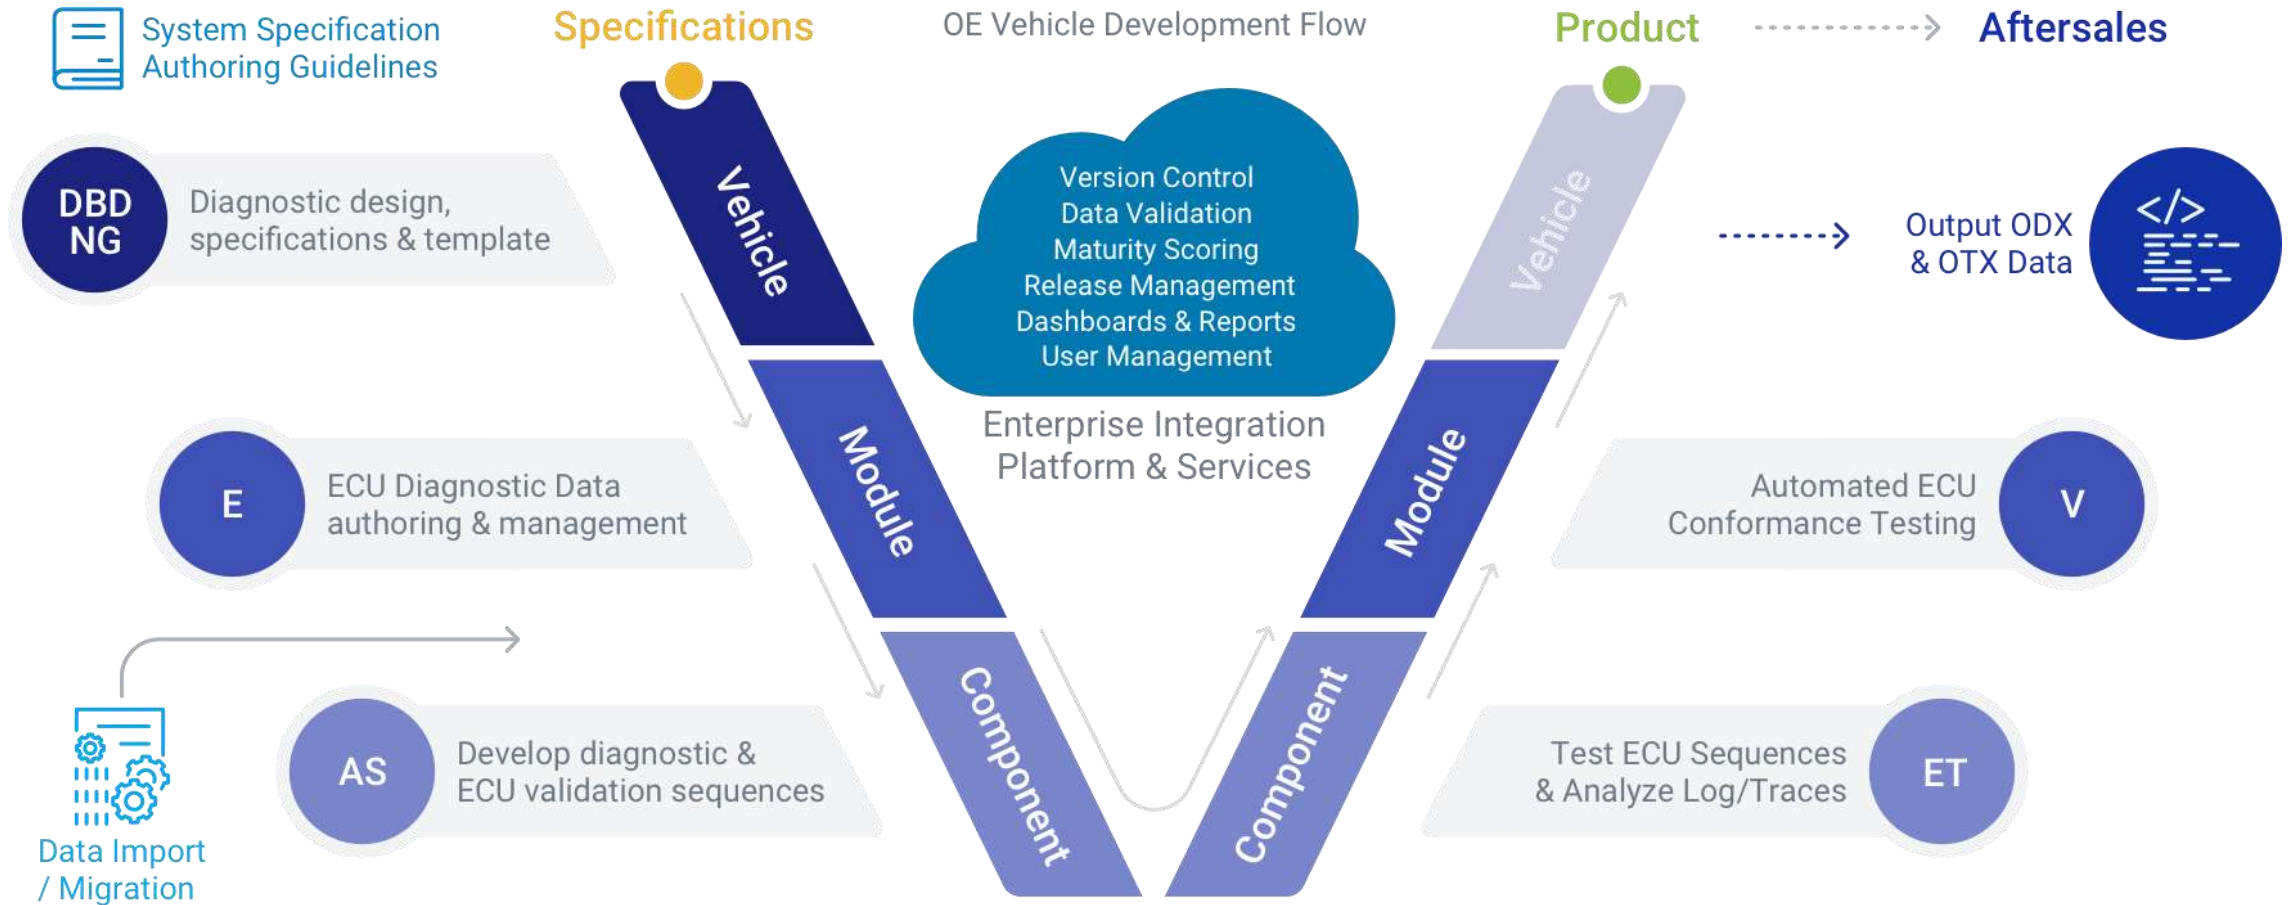 System Specification
Authoring Guidelines
Specifications
OE Vehicle Development Flow
Product
Aftersales
DBD
NG
Diagnostic design,
specifications & template
Vehicle
Version Control
Data Validation
Maturity Scoring
Release Management
Dashboards & Reports
User Management
Enterprise Integration
Platform & Services
Vehicle
Output ODX
& OTX Data
</>
E
ECU Diagnostic Data
authoring & management
Module
Module
Automated ECU
Conformance Testing
V
AS
Develop diagnostic &
ECU validation sequences
Component
Component
Test ECU Sequences
& Analyze Log/Traces
ET
Data Import
/ Migration